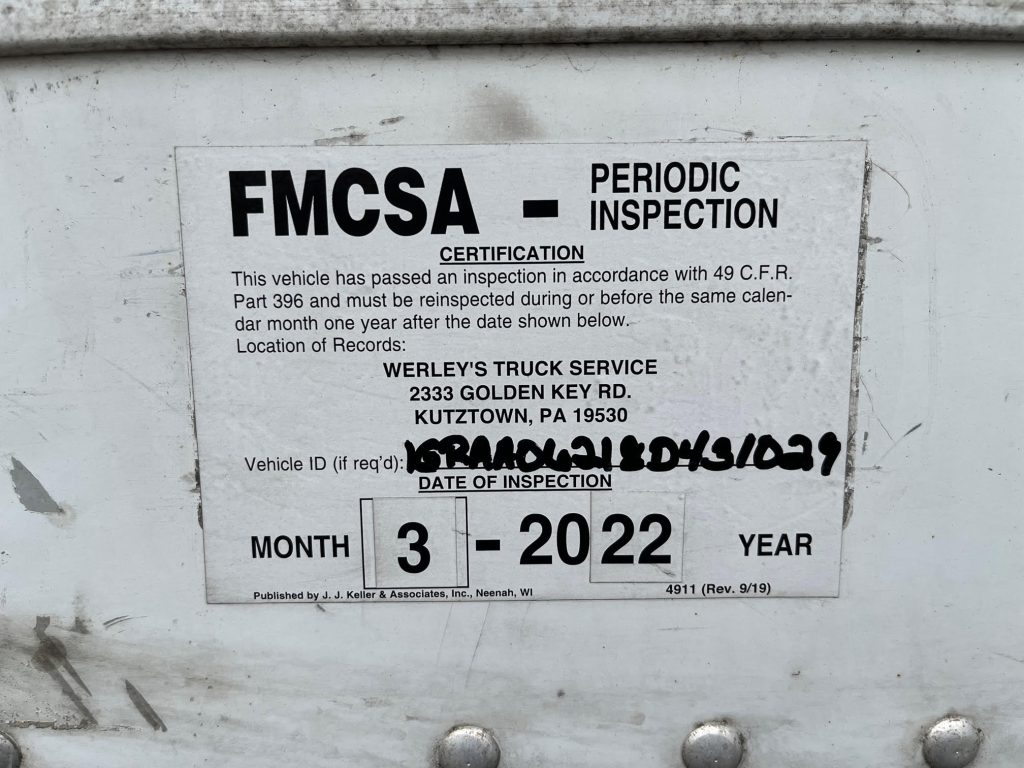 FMCSA - PERIODIC INSPECTION
CERTIFICATION
This vehicle has passed an inspection in accordance with 49 C.F.R.
Part 396 and must be reinspected during or before the same calen-
dar month one year after the date shown below.
Location of Records:
WERLEY'S TRUCK SERVICE
2333 GOLDEN KEY RD.
KUTZTOWN, PA 19530
Vehicle ID (if req'd):
DATE OF INSPECTION
MONTH 3 - 2022 YEAR
Published by J. J. Keller & Associates, Inc., Neenah, WI 4911 (Rev. 9/19)